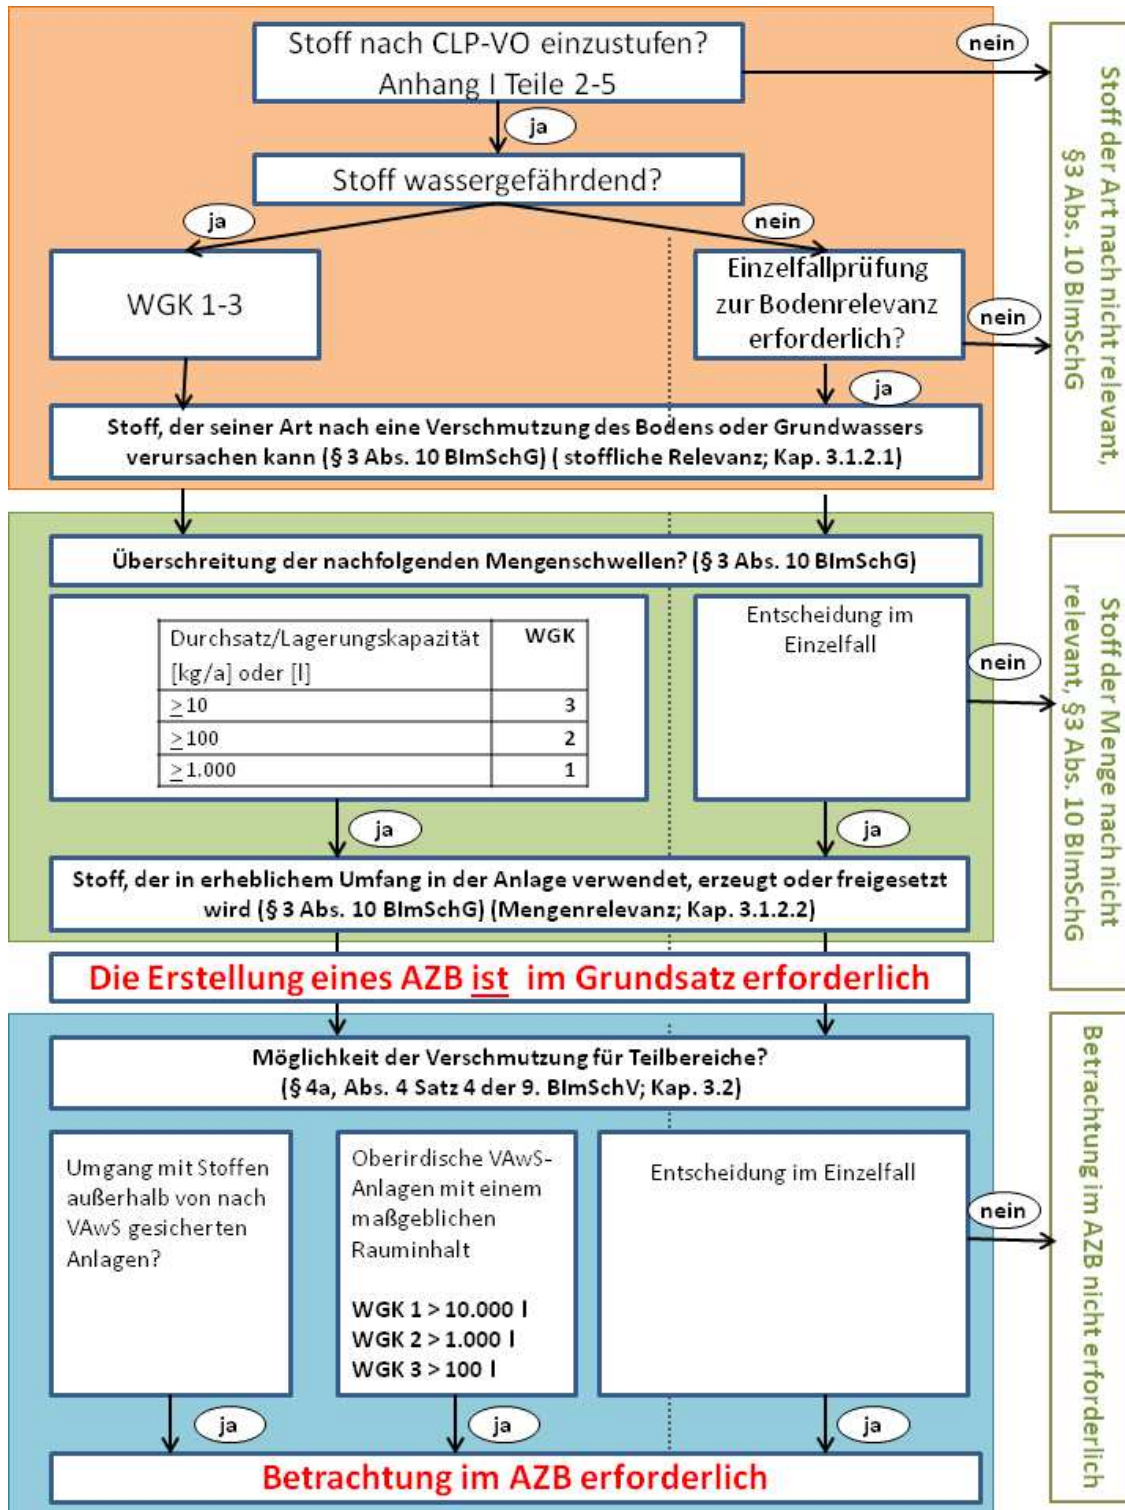 Stoff nach CLP-VO einzustufen?
Anhang I Teile 2-5
nein
ja
Stoff wassergefährdend?
ja
nein
WGK 1-3
Einzelfallprüfung
zur Bodenrelevanz
erforderlich?
nein
ja
Stoff der Art nach nicht relevant,
§3 Abs. 10 BImSchG
Stoff, der seiner Art nach eine Verschmutzung des Bodens oder Grundwassers
verursachen kann (§ 3 Abs. 10 BImSchG) ( stoffliche Relevanz; Kap. 3.1.2.1)
Überschreitung der nachfolgenden Mengenschwellen? (§ 3 Abs. 10 BImSchG)
Durchsatz/Lagerungskapazität WGK
[kg/a] oder [l]
≥ 10 3
≥ 100 2
≥ 1.000 1
Entscheidung im
Einzelfall
nein
ja
ja
Stoff der Menge nach nicht
relevant, §3 Abs. 10 BImSchG
Stoff, der in erheblichem Umfang in der Anlage verwendet, erzeugt oder freigesetzt
wird (§ 3 Abs. 10 BImSchG) (Mengenrelevanz; Kap. 3.1.2.2)
Die Erstellung eines AZB ist im Grundsatz erforderlich
Möglichkeit der Verschmutzung für Teilbereiche?
(§ 4a, Abs. 4 Satz 4 der 9. BImSchV; Kap. 3.2)
Umgang mit Stoffen
außerhalb von nach
VAwS gesicherten
Anlagen?
Oberirdische VAwS-
Anlagen mit einem
maßgeblichen
Rauminhalt
WGK 1 > 10.000 l
WGK 2 > 1.000 l
WGK 3 > 100 l
Entscheidung im Einzelfall
nein
ja
ja
ja
Betrachtung im AZB nicht erforderlich
Betrachtung im AZB erforderlich